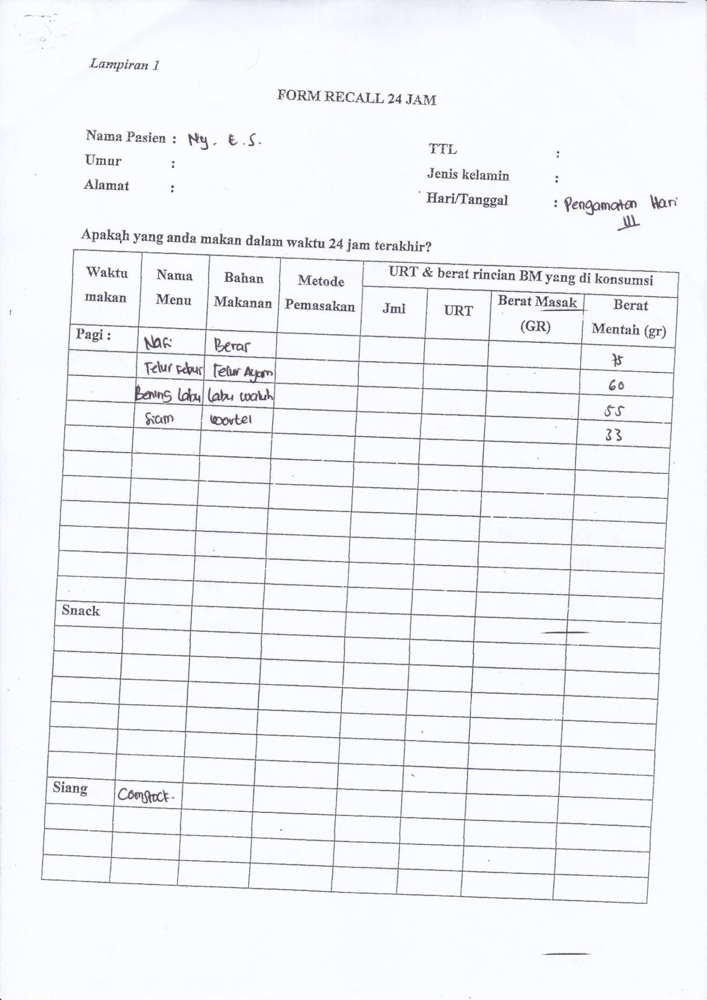 Lampiran 1
FORM RECALL 24 JAM
Nama Pasien : Ny. E.S.
Umur :
Alamat :
TTL :
Jenis kelamin :
Hari/Tanggal : Pengamatan Hari
III
Apakah yang anda makan dalam waktu 24 jam terakhir?
Waktu makan Nama Menu Bahan Makanan Metode Pemasakan URT & berat rincian BM yang di konsumsi
Jml URT Berat Masak (GR) Berat Mentah (gr)
Pagi : Nasi Beras 75
Telur rebus Telur Ayam 60
Bening labu labu waluh 55
Siam wortel 33
Snack
Siang Comstock.